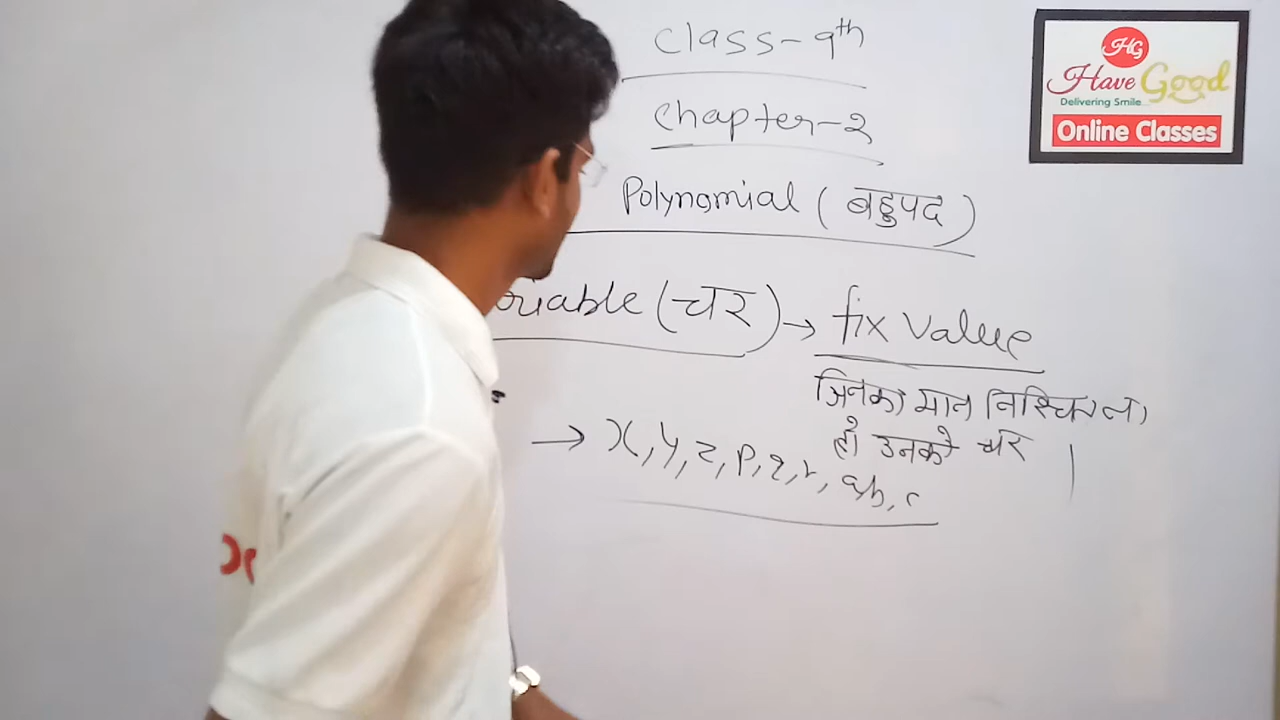 class-9th
chapter-2
Polynomial (बहुपद)
riable (चर) → fix value
जिनका मान निश्चित न
हो उनको चर
→ x, y, z, p, q, r, a, b, c
HG
Have Good
Delivering Smile...
Online Classes